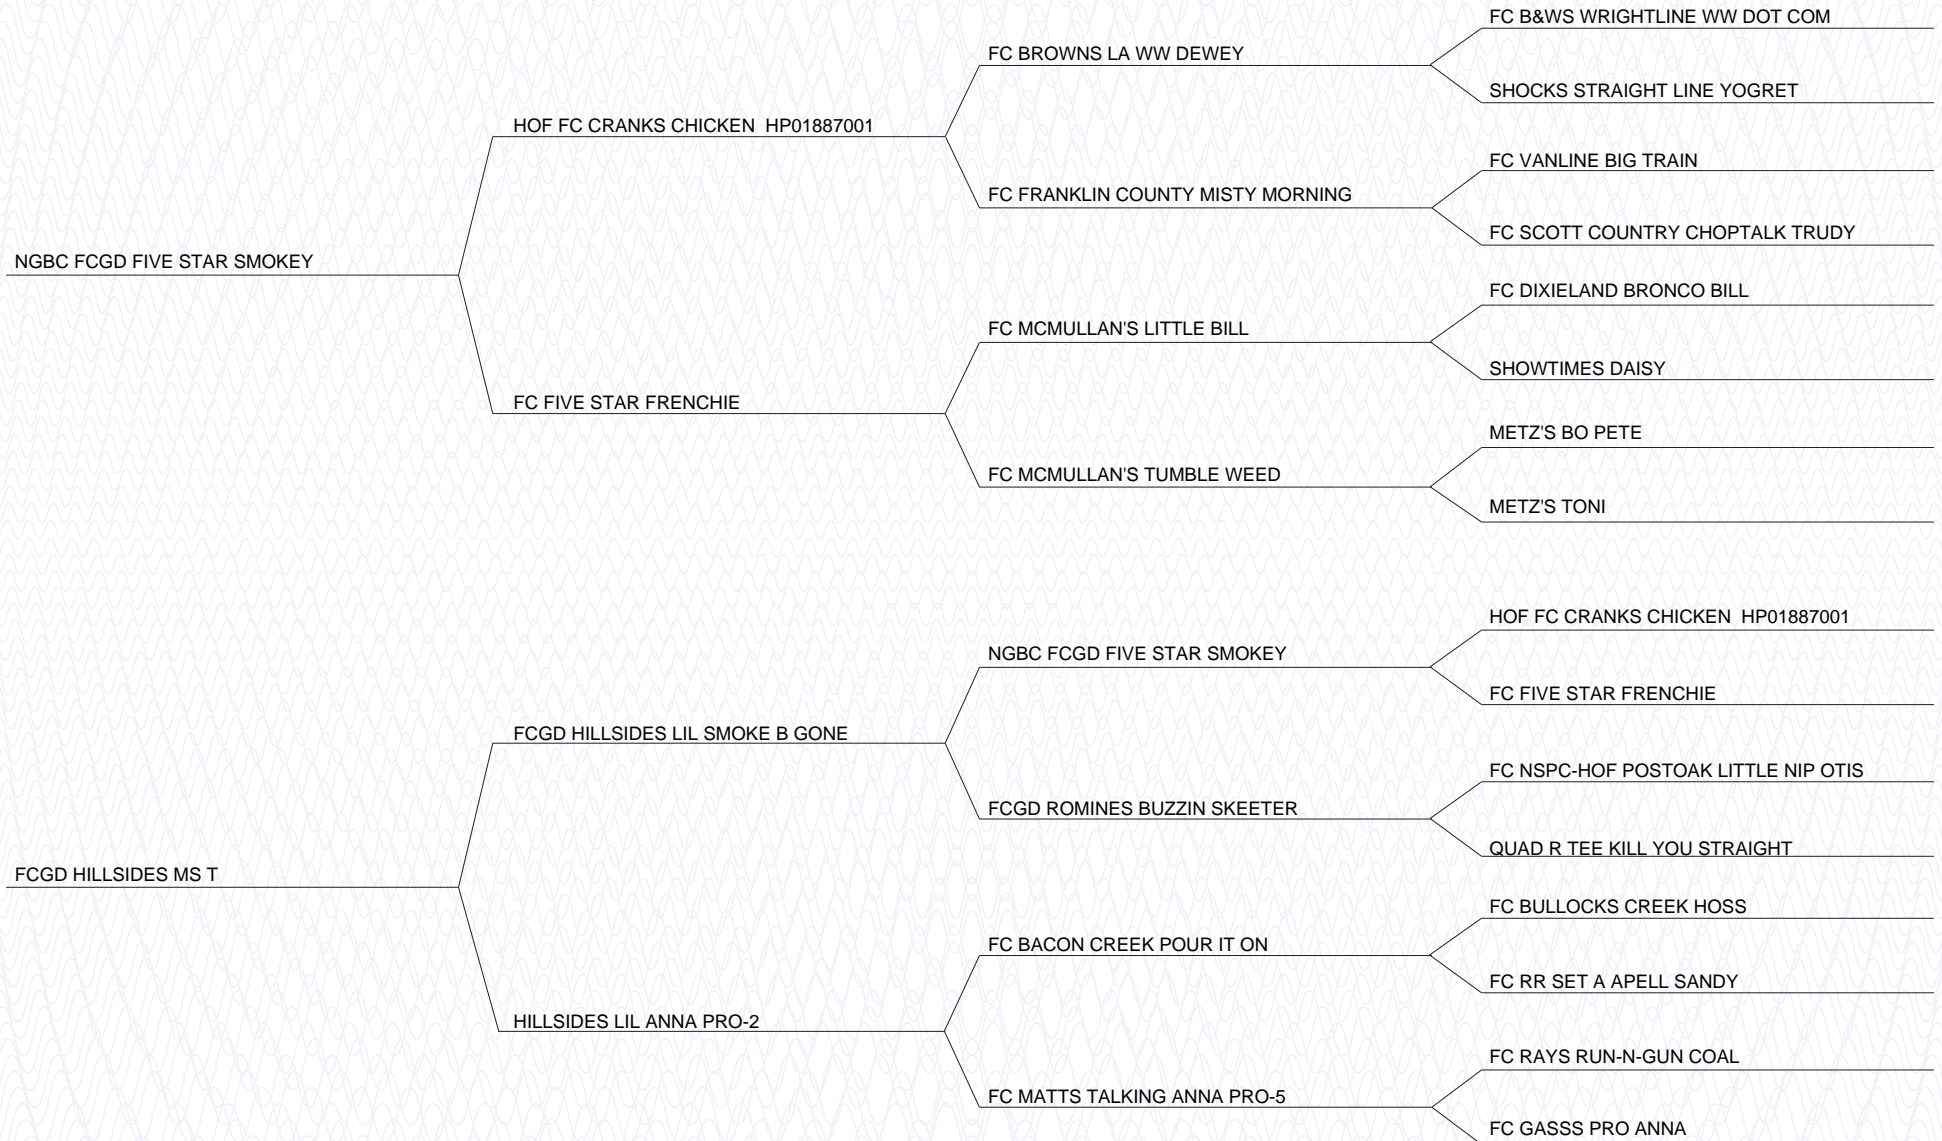 FC B&WS WRIGHTLINE WW DOT COM
FC BROWNS LA WW DEWEY
SHOCKS STRAIGHT LINE YOGRET
HOF FC CRANKS CHICKEN  HP01887001
FC VANLINE BIG TRAIN
FC FRANKLIN COUNTY MISTY MORNING
FC SCOTT COUNTRY CHOPTALK TRUDY
NGBC FCGD FIVE STAR SMOKEY
FC DIXIELAND BRONCO BILL
FC MCMULLAN'S LITTLE BILL
SHOWTIMES DAISY
FC FIVE STAR FRENCHIE
METZ'S BO PETE
FC MCMULLAN'S TUMBLE WEED
METZ'S TONI
HOF FC CRANKS CHICKEN  HP01887001
NGBC FCGD FIVE STAR SMOKEY
FC FIVE STAR FRENCHIE
FCGD HILLSIDES LIL SMOKE B GONE
FC NSPC-HOF POSTOAK LITTLE NIP OTIS
FCGD ROMINES BUZZIN SKEETER
QUAD R TEE KILL YOU STRAIGHT
FCGD HILLSIDES MS T
FC BULLOCKS CREEK HOSS
FC BACON CREEK POUR IT ON
FC RR SET A APELL SANDY
HILLSIDES LIL ANNA PRO-2
FC RAYS RUN-N-GUN COAL
FC MATTS TALKING ANNA PRO-5
FC GASSS PRO ANNA